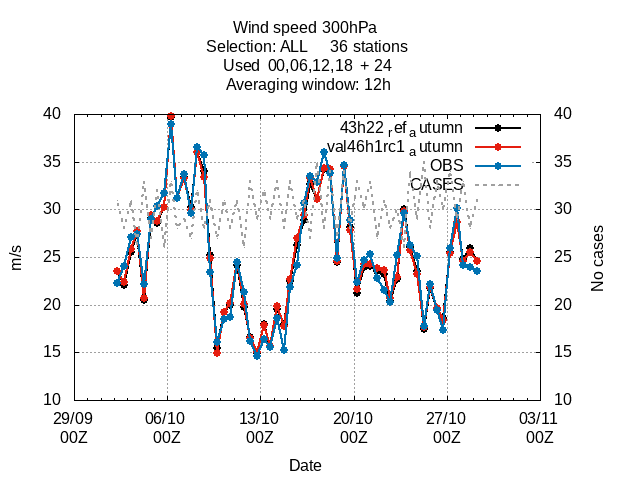 Wind speed 300hPa
Selection: ALL 36 stations
Used 00,06,12,18 + 24
Averaging window: 12h
40 40
43h22_refautumn
val46h1rc1autumn
35 OBS 35
CASES
30 30
m/s No cases
25 25
20 20
15 15
10 10
29/09 06/10 13/10 20/10 27/10 03/11
00Z 00Z 00Z 00Z 00Z 00Z
Date